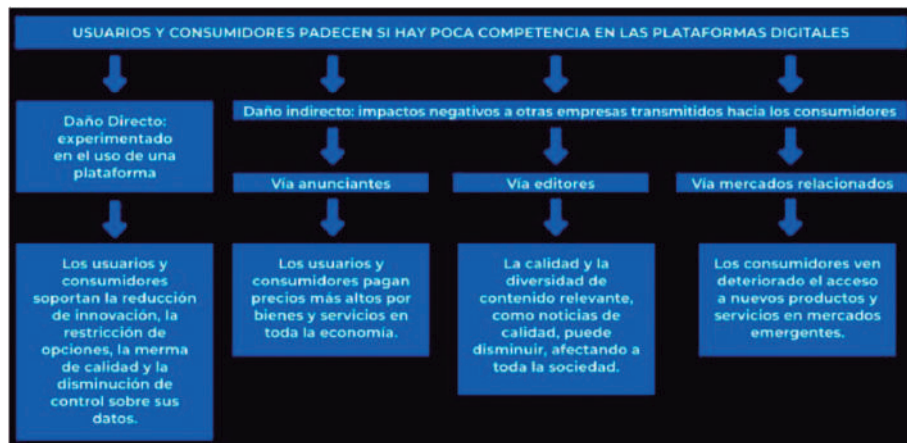 USUARIOS Y CONSUMIDORES PADECEN SI HAY POCA COMPETENCIA EN LAS PLATAFORMAS DIGITALES
Daño Directo:
experimentado
en el uso de una
plataforma
Daño indirecto: impactos negativos a otras empresas transmitidos hacia los consumidores
Vía anunciantes
Vía editores
Vía mercados relacionados
Los usuarios y
consumidores
soportan la reducción
de innovación, la
restricción de
opciones, la merma
de calidad y la
disminución de
control sobre sus
datos.
Los usuarios y
consumidores pagan
precios más altos por
bienes y servicios en
toda la economía.
La calidad y la
diversidad de
contenido relevante,
como noticias de
calidad, puede
disminuir, afectando a
toda la sociedad.
Los consumidores ven
deteriorado el acceso
a nuevos productos y
servicios en mercados
emergentes.